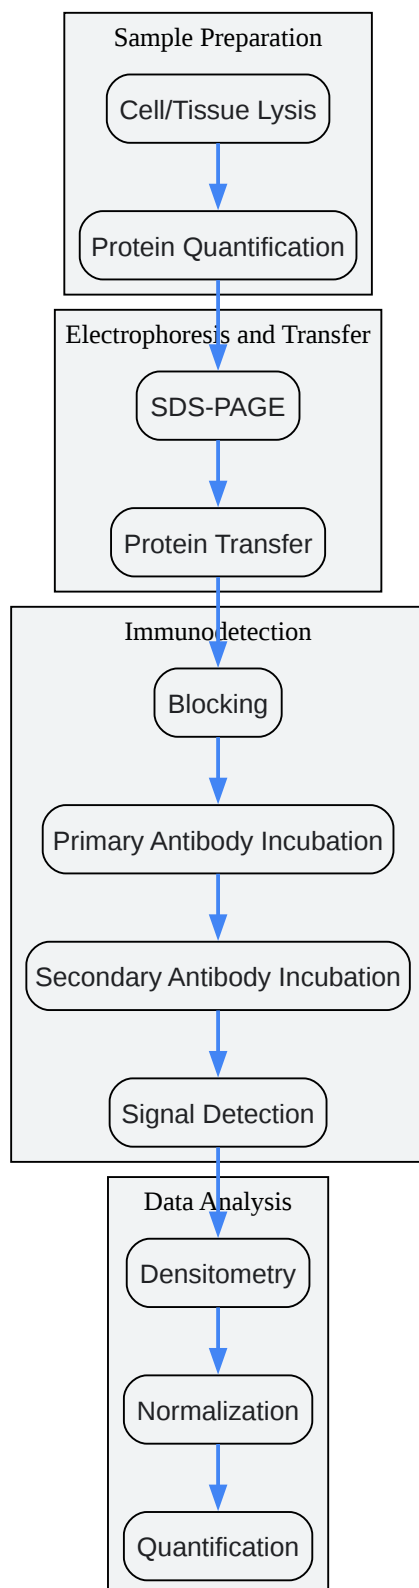 Sample Preparation
Cell/Tissue Lysis
Protein Quantification
Electrophoresis and Transfer
SDS-PAGE
Protein Transfer
Immunodetection
Blocking
Primary Antibody Incubation
Secondary Antibody Incubation
Signal Detection
Data Analysis
Densitometry
Normalization
Quantification